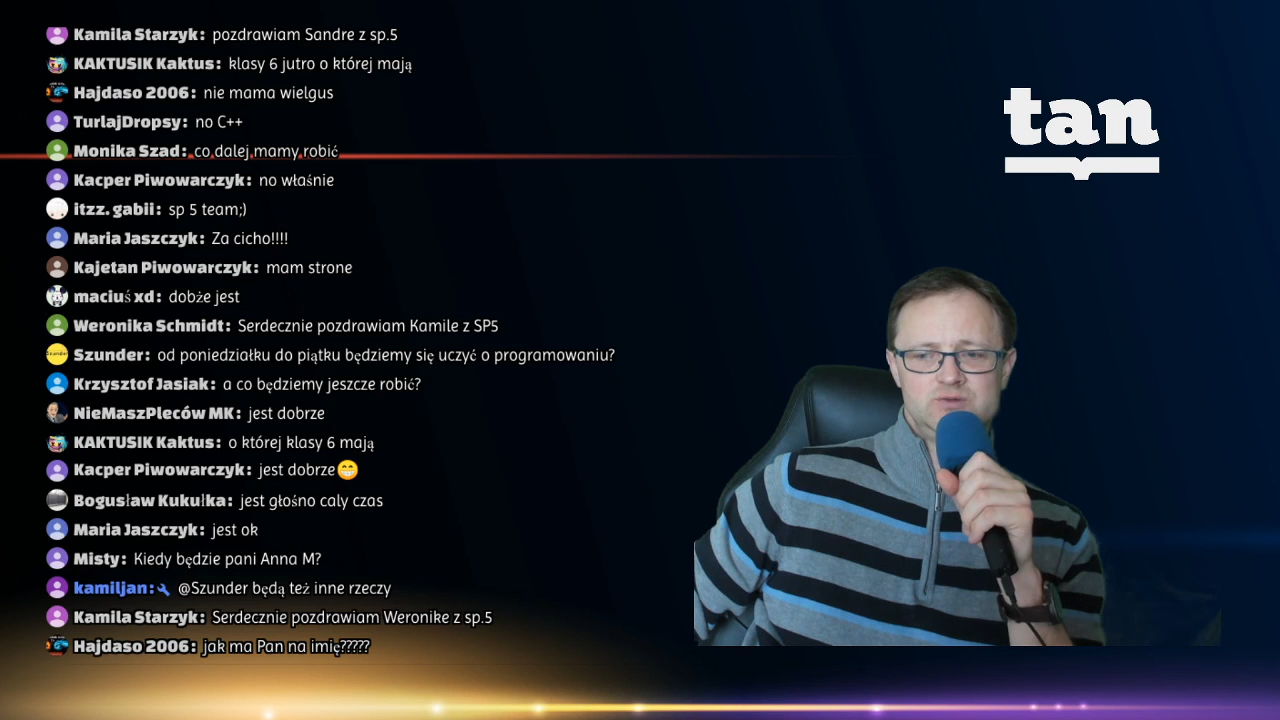 Kamila Starzyk: pozdrawiam Sandre z sp.5
KAKTUSIK Kaktus: klasy 6 jutro o której mają
Hajdaso 2006: nie mama wielgus
TurlajDropsy: no C++
Monika Szad: co dalej mamy robić
Kacper Piwowarczyk: no właśnie
itzz. gabii: sp 5 team;)
Maria Jaszczyk: Za cicho!!!!
Kajetan Piwowarczyk: mam strone
maciuś xd: dobże jest
Weronika Schmidt: Serdecznie pozdrawiam Kamile z SP5
Szunder: od poniedziałku do piątku będziemy się uczyć o programowaniu?
Krzysztof Jasiak: a co będziemy jeszcze robić?
NieMaszPleców MK: jest dobrze
KAKTUSIK Kaktus: o której klasy 6 mają
Kacper Piwowarczyk: jest dobrze😁
Bogusław Kukułka: jest głośno caly czas
Maria Jaszczyk: jest ok
Misty: Kiedy będzie pani Anna M?
kamiljan: @Szunder będą też inne rzeczy
Kamila Starzyk: Serdecznie pozdrawiam Weronike z sp.5
Hajdaso 2006: jak ma Pan na imię?????
tan